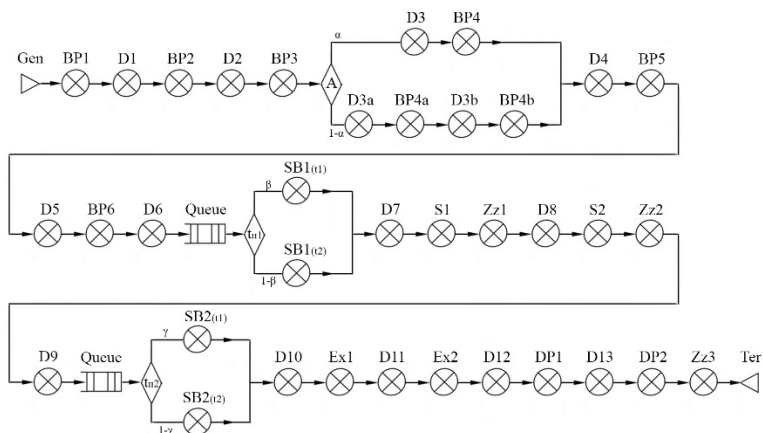 α D3 BP4
Gen BP1 D1 BP2 D2 BP3 D4 BP5
A
D3a BP4a D3b BP4b
1-α
SB1(t1)
β
D5 BP6 D6 Queue D7 S1 Zz1 D8 S2 Zz2
tп1
SB1(t2)
1-β
SB2(t1)
γ
D9 Queue D10 Ex1 D11 Ex2 D12 DP1 D13 DP2 Zz3 Ter
tп2
SB2(t2)
1-γ